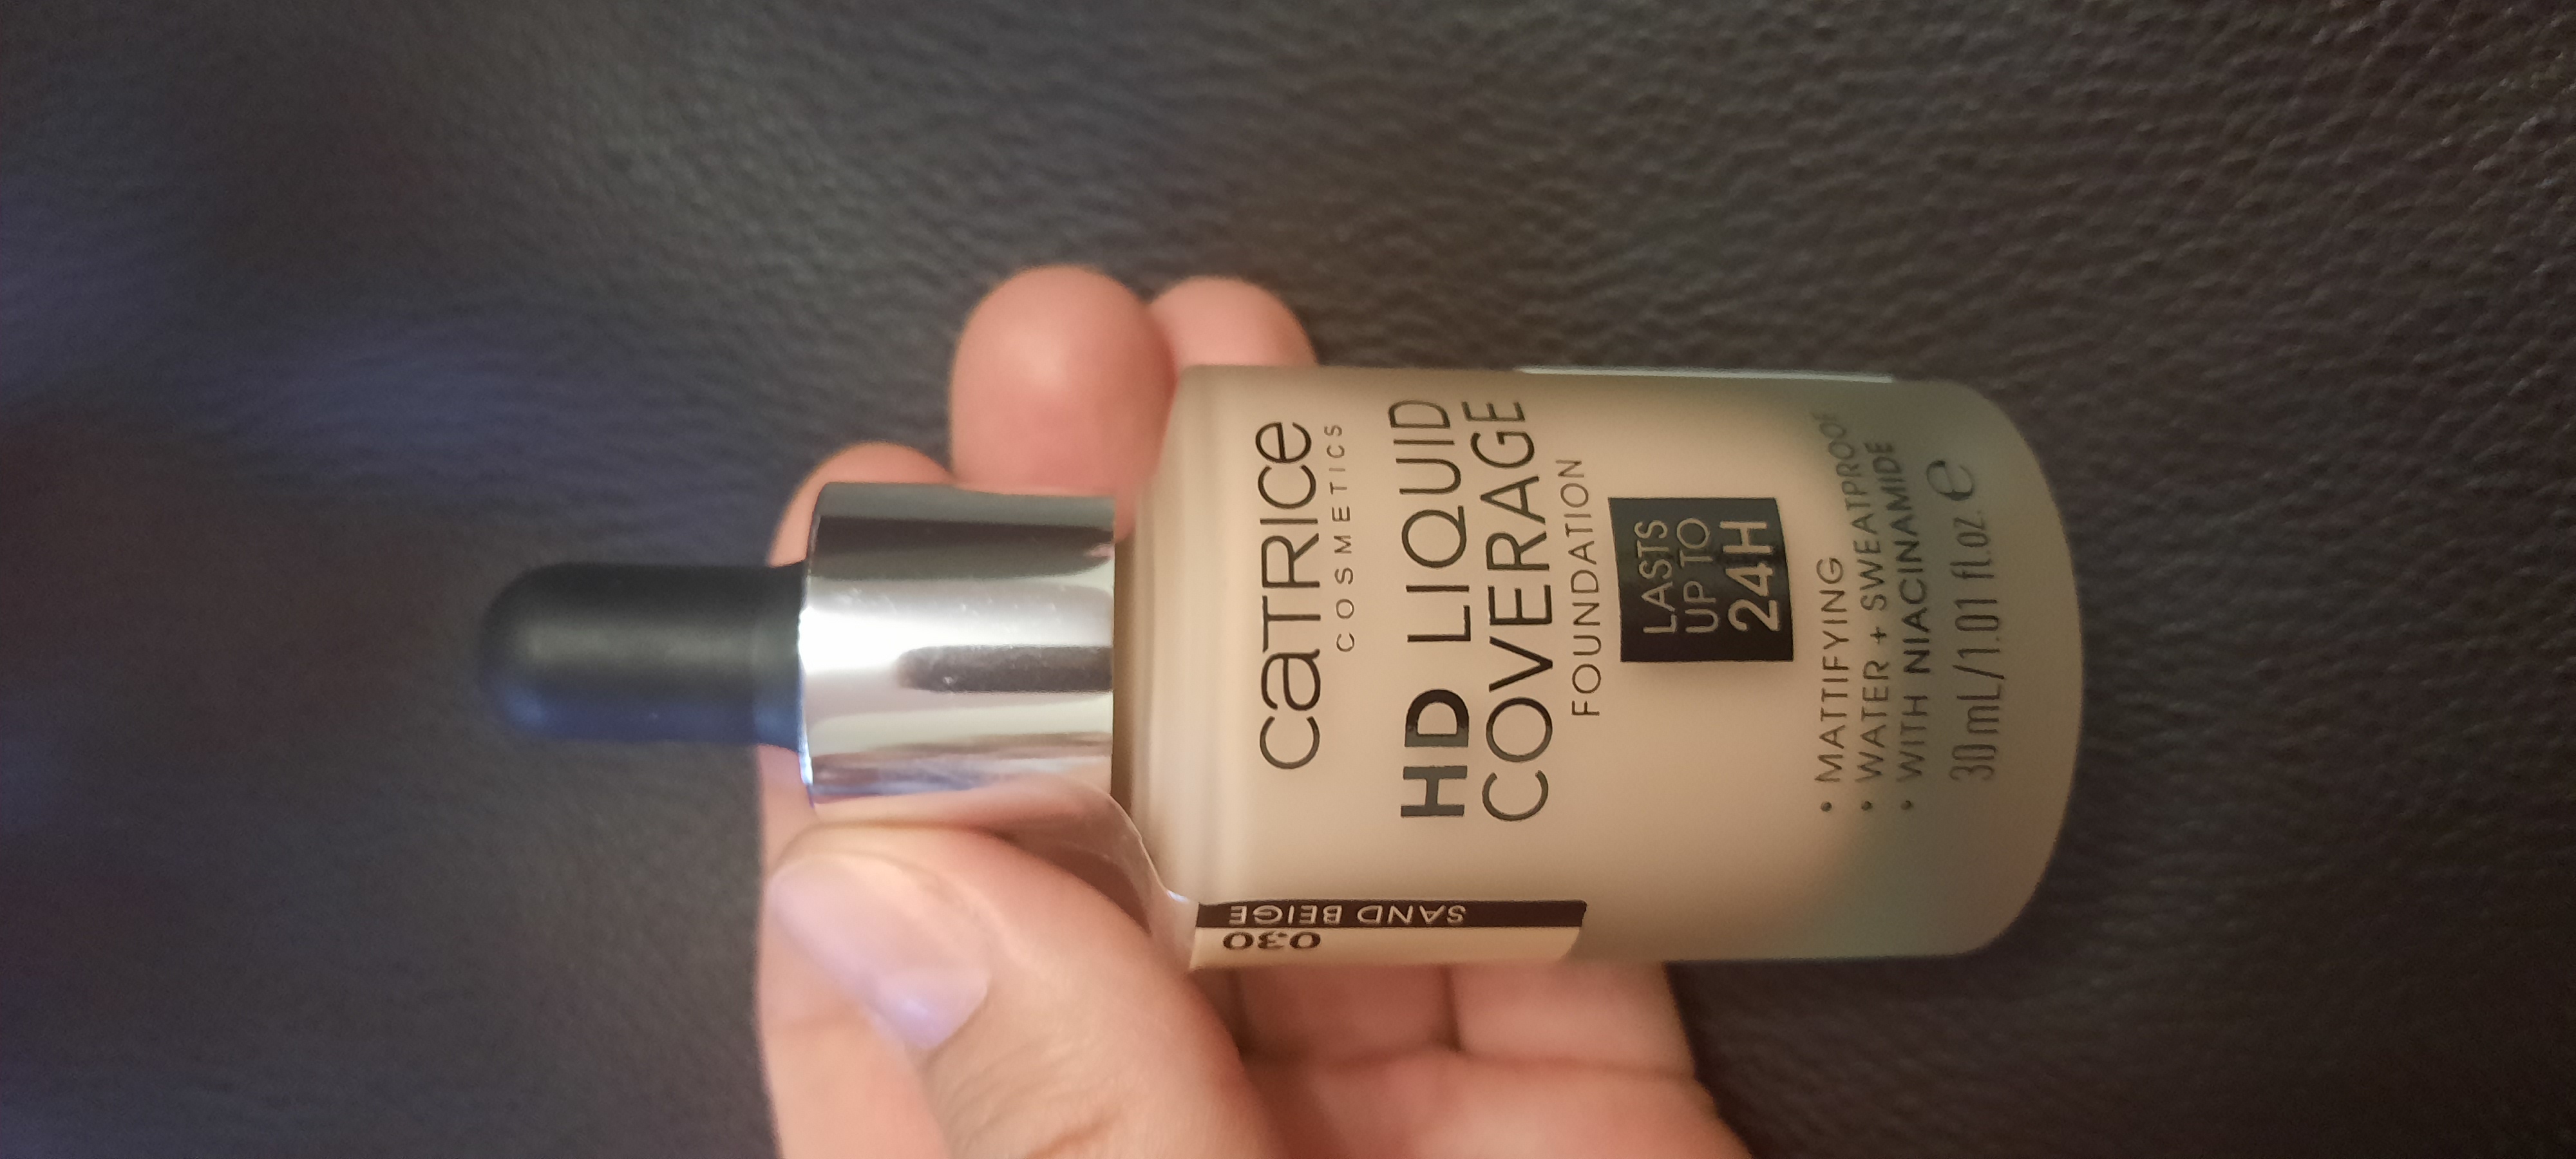 CATRICE
COSMETICS
HD LIQUID
COVERAGE
FOUNDATION
LASTS
UP TO
24H
• MATTIFYING
• WATER + SWEATPROOF
• WITH NIACINAMIDE
30 mL/1.01 fl.oz. ℮
030
SAND BEIGE